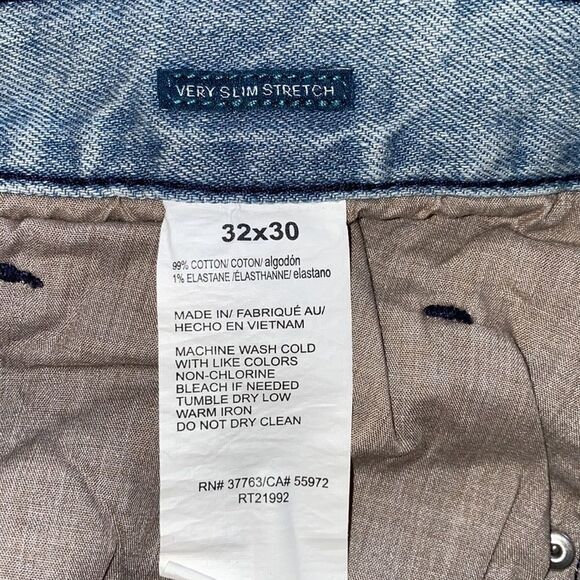 VERY SLIM STRETCH
32x30
99% COTTON/ COTON/ algodón
1% ELASTANE /ÉLASTHANNE/ elastano
MADE IN/ FABRIQUÉ AU/
HECHO EN VIETNAM
MACHINE WASH COLD
WITH LIKE COLORS
NON-CHLORINE
BLEACH IF NEEDED
TUMBLE DRY LOW
WARM IRON
DO NOT DRY CLEAN
RN# 37763/CA# 55972
RT21992